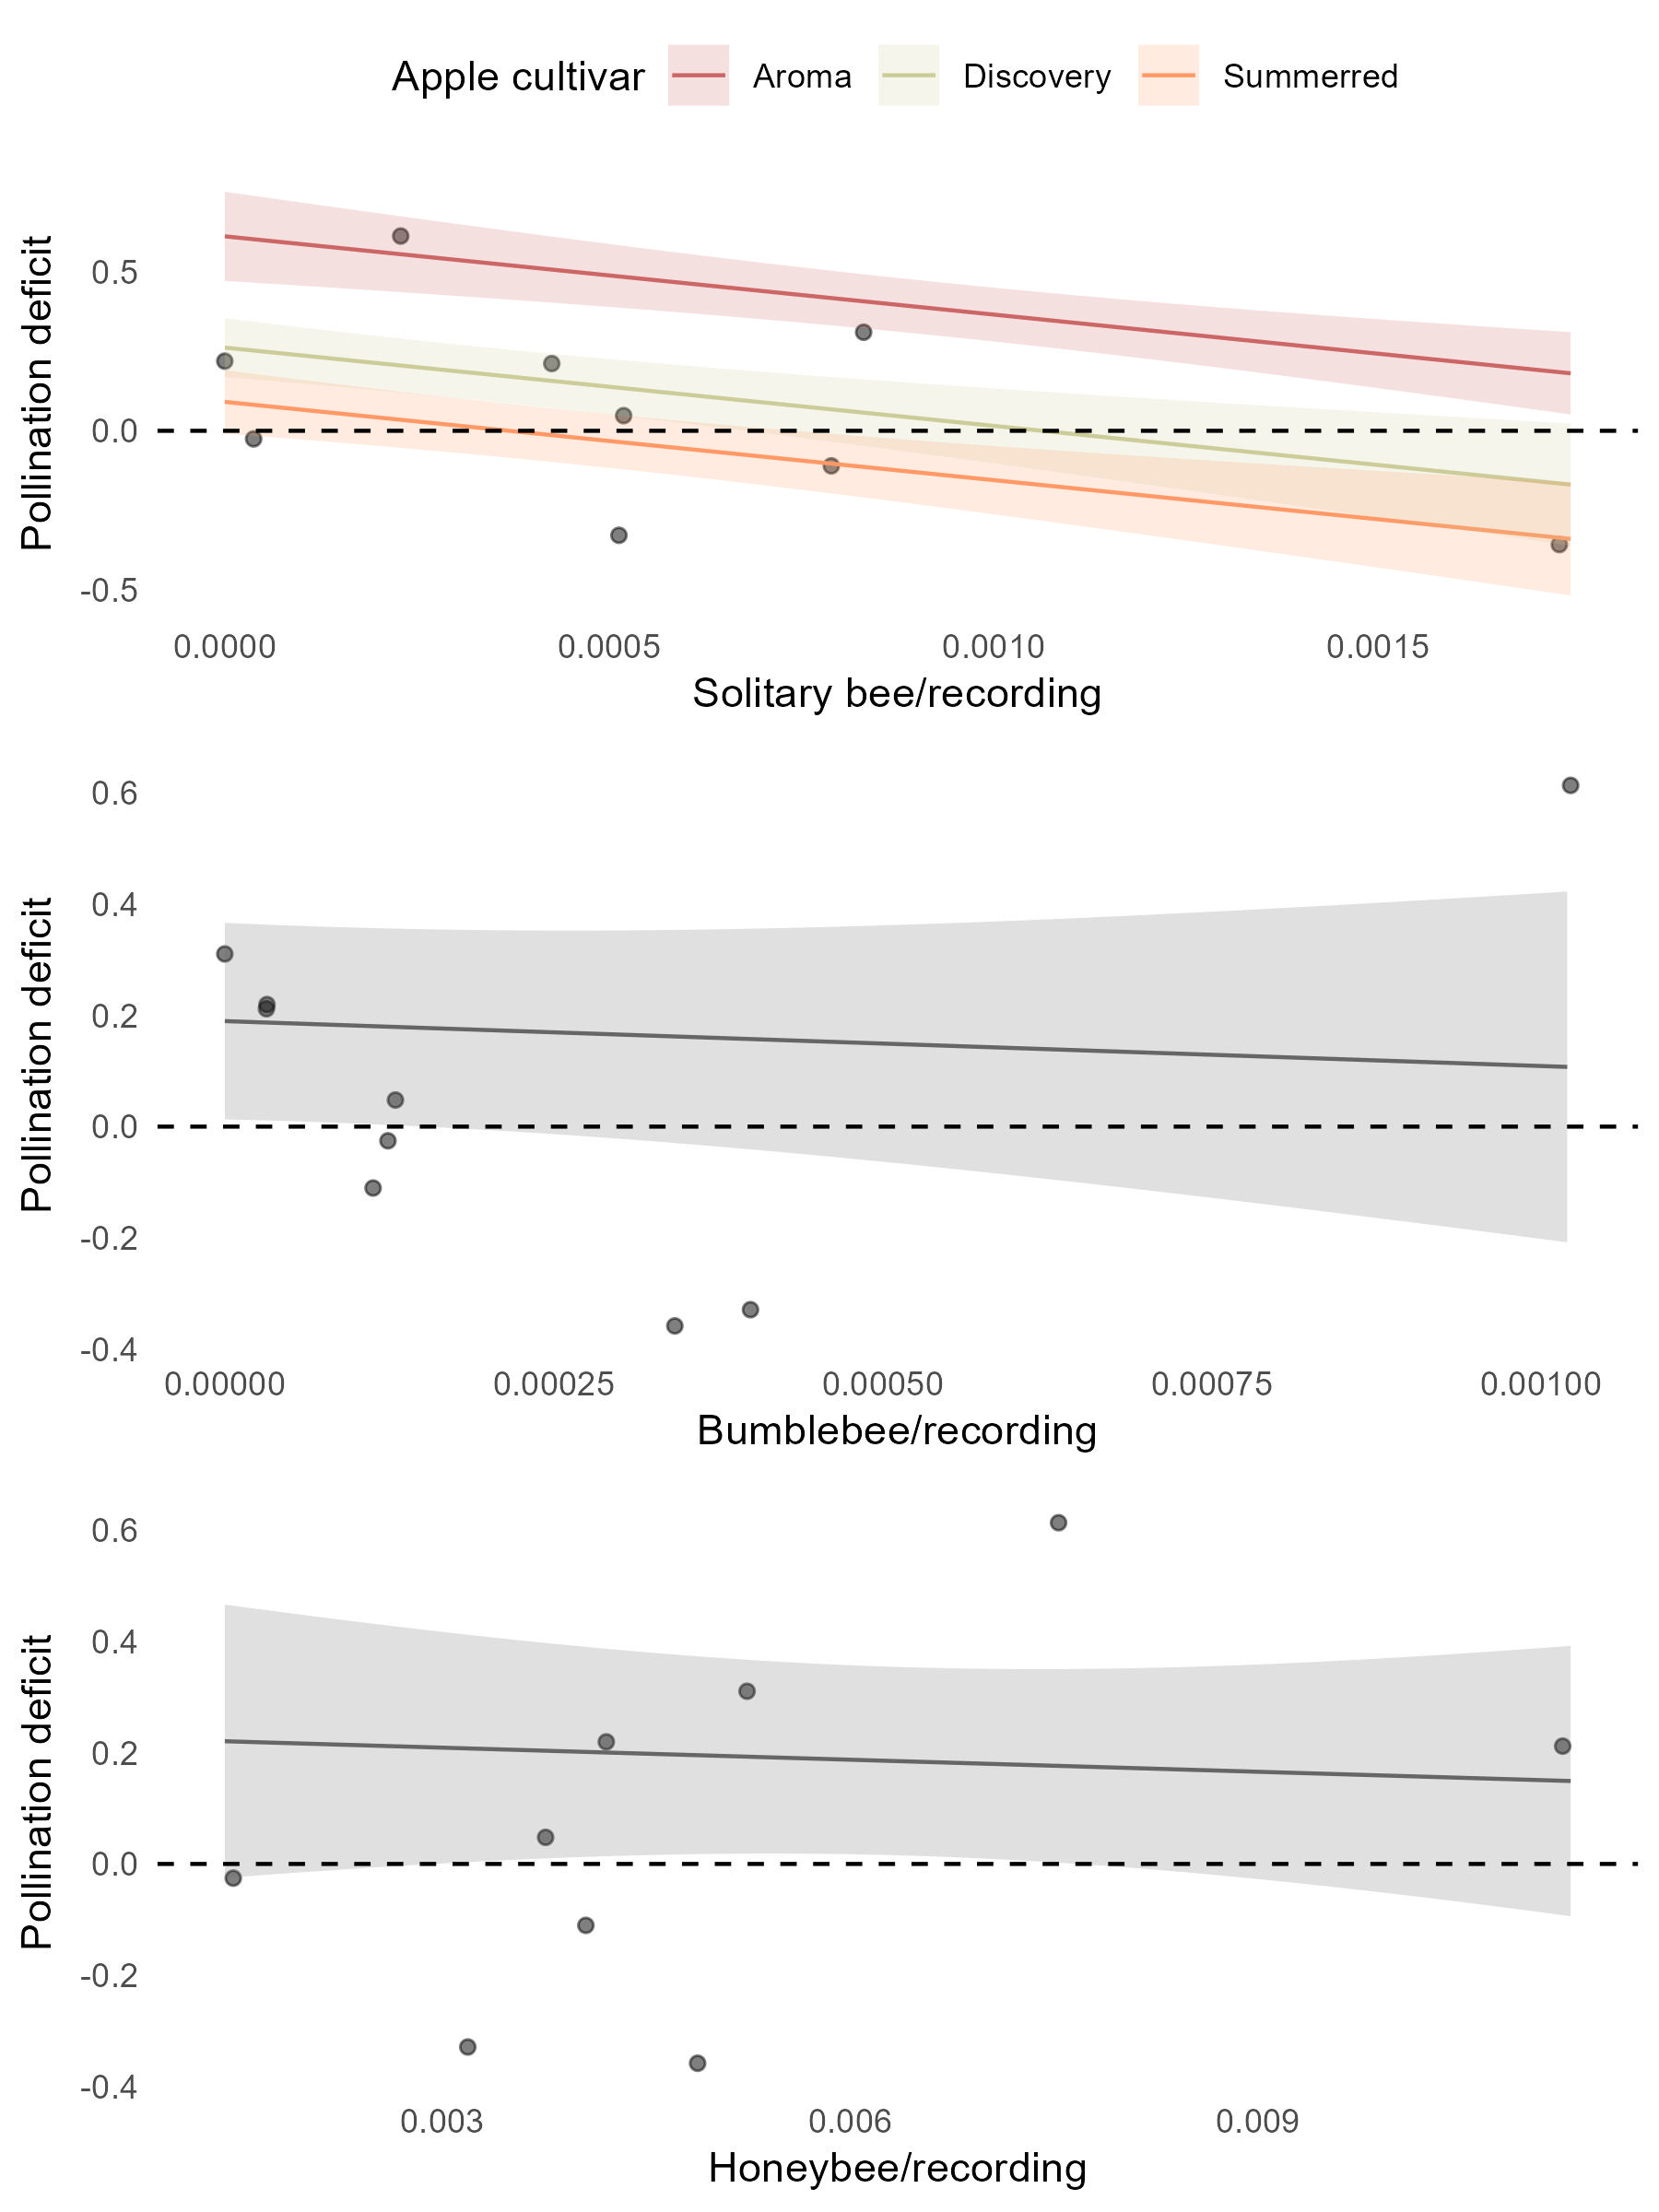 Apple cultivar Aroma Discovery Summerred
Pollination deficit
0.5
0.0
-0.5
0.0000 0.0005 0.0010 0.0015
Solitary bee/recording
Pollination deficit
0.6
0.4
0.2
0.0
-0.2
-0.4
0.00000 0.00025 0.00050 0.00075 0.00100
Bumblebee/recording
Pollination deficit
0.6
0.4
0.2
0.0
-0.2
-0.4
0.003 0.006 0.009
Honeybee/recording